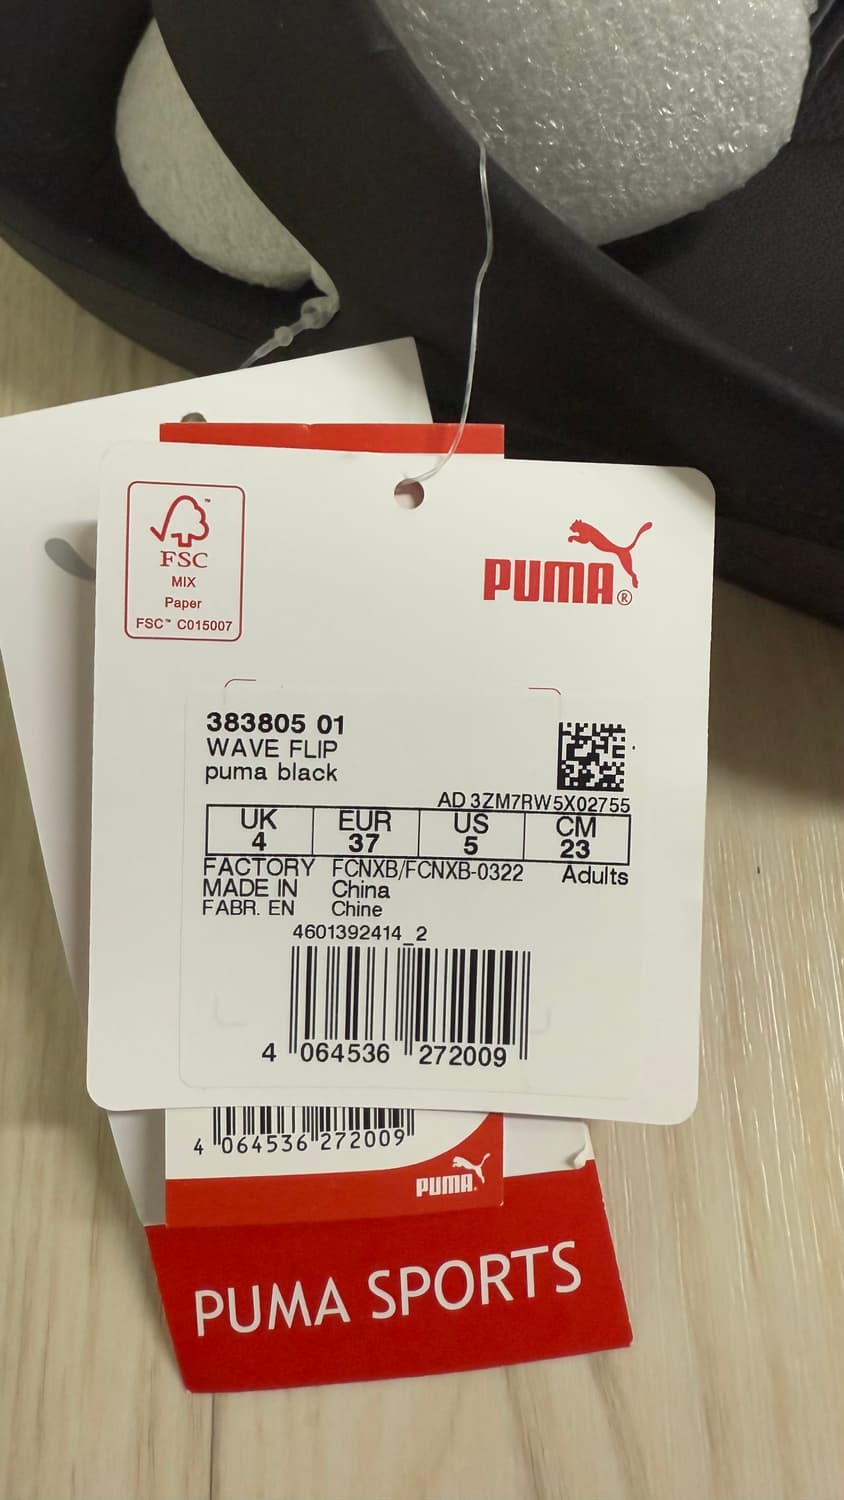 FSC™
MIX
Paper
FSC™ C015007
PUMA®
383805 01
WAVE FLIP
puma black
AD 3ZM7RW5X02755
UK EUR US CM
4 37 5 23
FACTORY FCNXB/FCNXB-0322 Adults
MADE IN China
FABR. EN Chine
4601392414_2
4 064536 272009
4 064536 272009
PUMA®
PUMA SPORTS